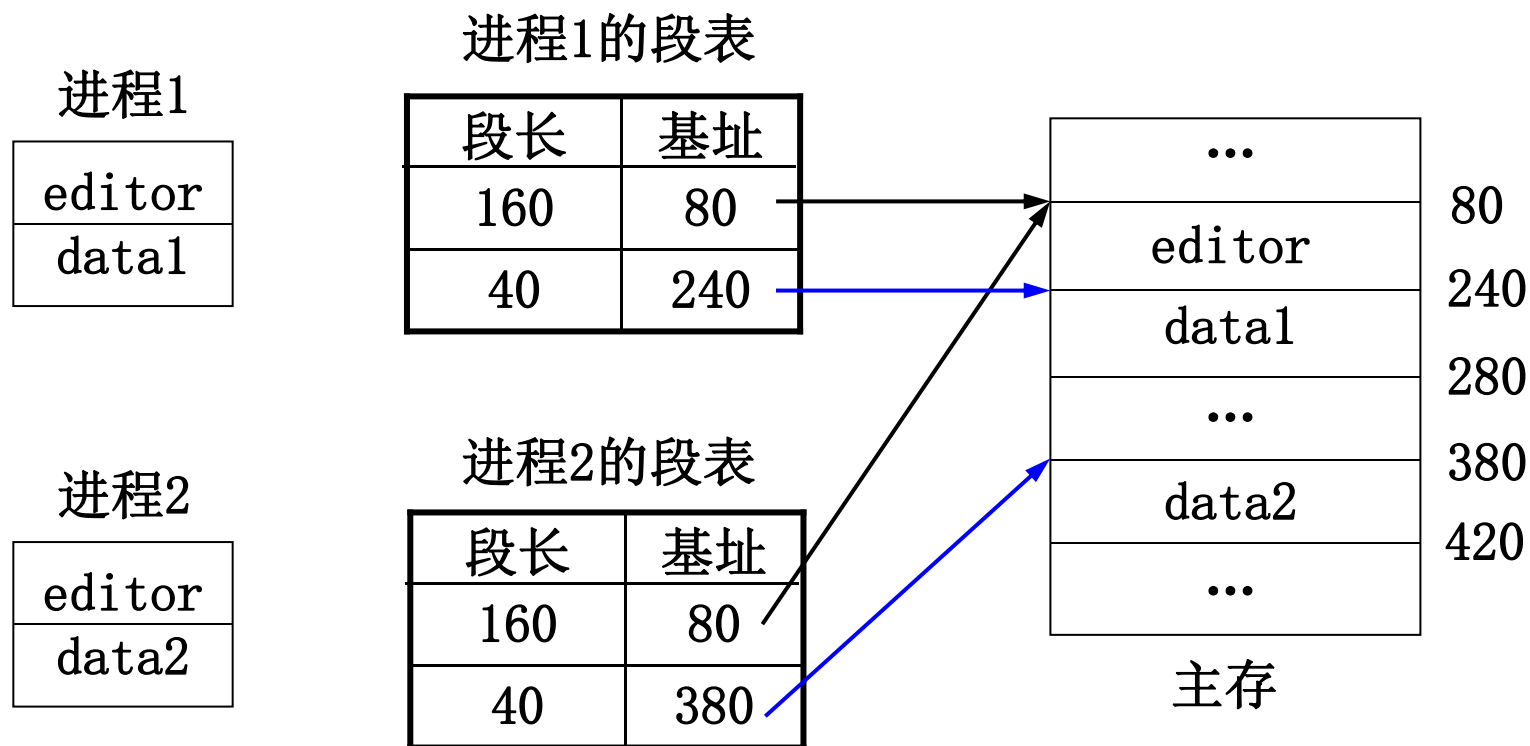 进程1的段表
进程1
editor
data1
段长 基址
160 80
40 240
进程2的段表
进程2
editor
data2
段长 基址
160 80
40 380
…
80
editor
240
data1
280
…
380
data2
420
…
主存